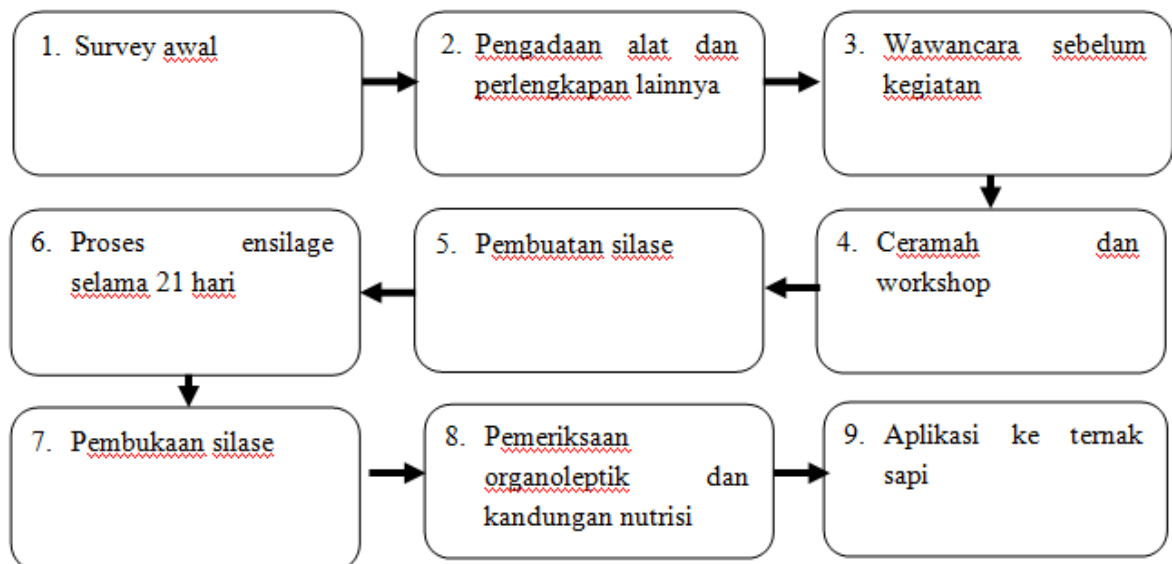 1. Survey awal
2. Pengadaan alat dan
perlengkapan lainnya
3. Wawancara sebelum
kegiatan
4. Ceramah dan
workshop
5. Pembuatan silase
6. Proses ensilage
selama 21 hari
7. Pembukaan silase
8. Pemeriksaan
organoleptik dan
kandungan nutrisi
9. Aplikasi ke ternak
sapi